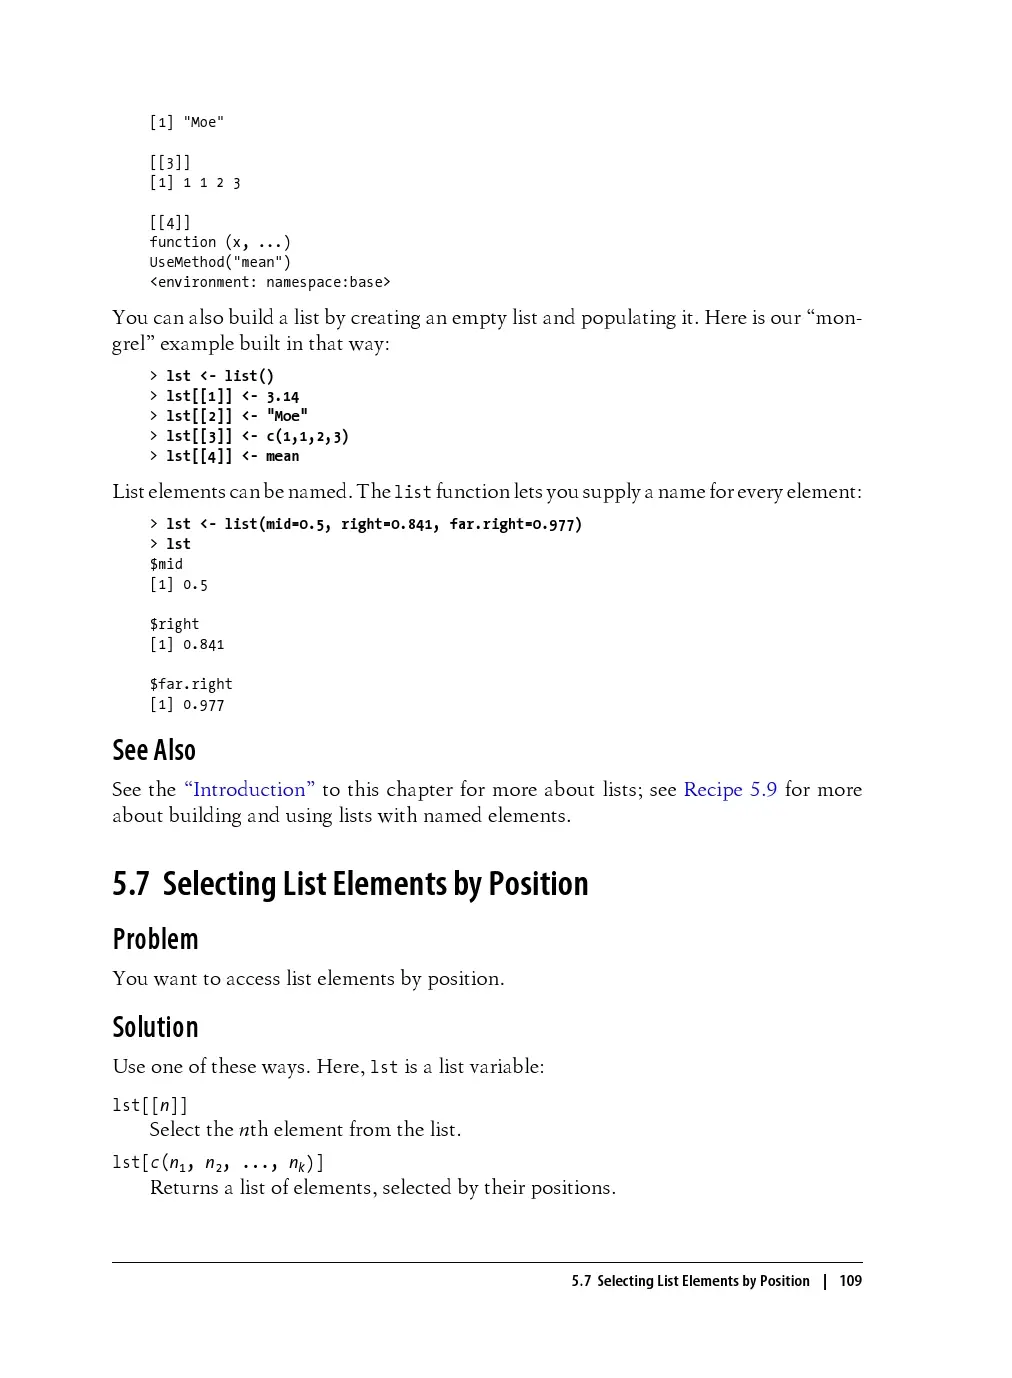 [1] "Moe"
[[3]]
[1] 1 1 2 3
[[4]]
function (x, ...)
UseMethod("mean")
<environment: namespace:base>
You can also build a list by creating an empty list and populating it. Here is our “mon-
grel” example built in that way:
> lst <- list()
> lst[[1]] <- 3.14
> lst[[2]] <- "Moe"
> lst[[3]] <- c(1,1,2,3)
> lst[[4]] <- mean
List elements can be named. The list function lets you supply a name for every element:
> lst <- list(mid=0.5, right=0.841, far.right=0.977)
> lst
$mid
[1] 0.5
$right
[1] 0.841
$far.right
[1] 0.977
See Also
See the “Introduction” to this chapter for more about lists; see Recipe 5.9 for more
about building and using lists with named elements.
5.7 Selecting List Elements by Position
Problem
You want to access list elements by position.
Solution
Use one of these ways. Here, lst is a list variable:
lst[[n]]
Select the nth element from the list.
lst[c(n1, n2, ..., nk)]
Returns a list of elements, selected by their positions.
5.7 Selecting List Elements by Position | 109